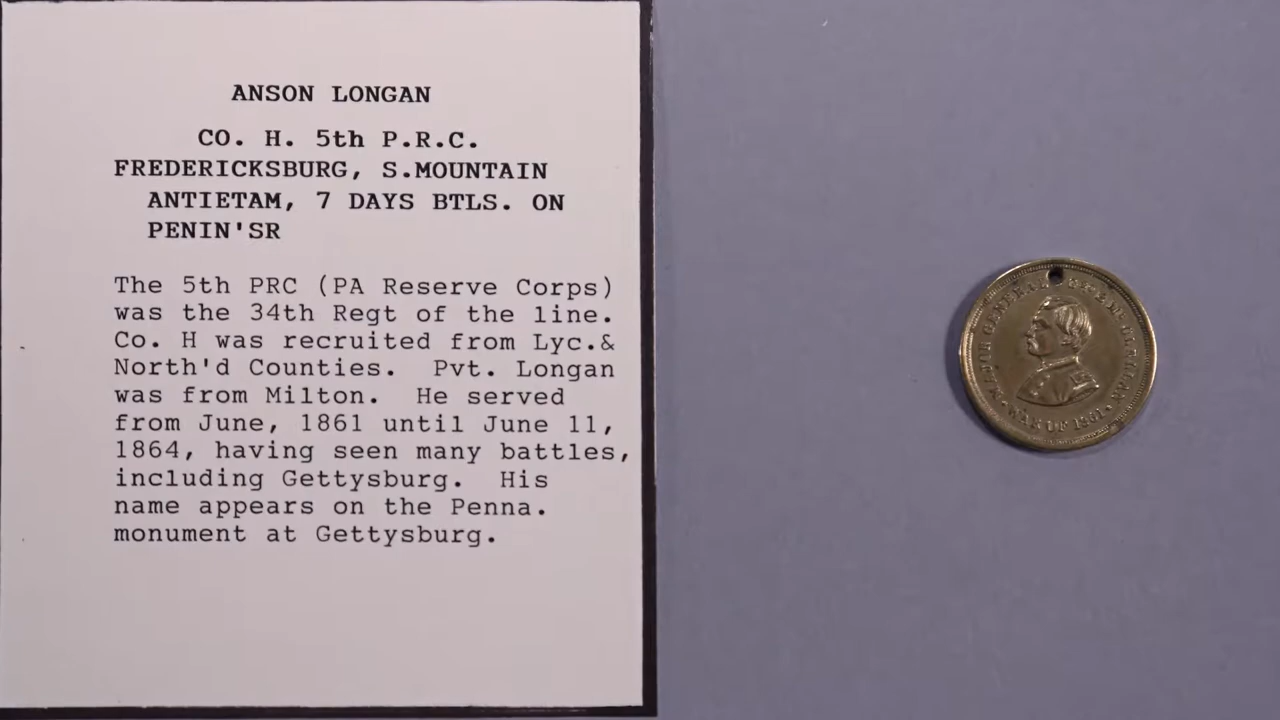 ANSON LONGAN
CO. H. 5th P.R.C.
FREDERICKSBURG, S.MOUNTAIN
ANTIETAM, 7 DAYS BTLS. ON
PENIN'SR
The 5th PRC (PA Reserve Corps)
was the 34th Regt of the line.
Co. H was recruited from Lyc.&
North'd Counties. Pvt. Longan
was from Milton. He served
from June, 1861 until June 11,
1864, having seen many battles,
including Gettysburg. His
name appears on the Penna.
monument at Gettysburg.
MAJOR GENERAL
WAR OF 1861